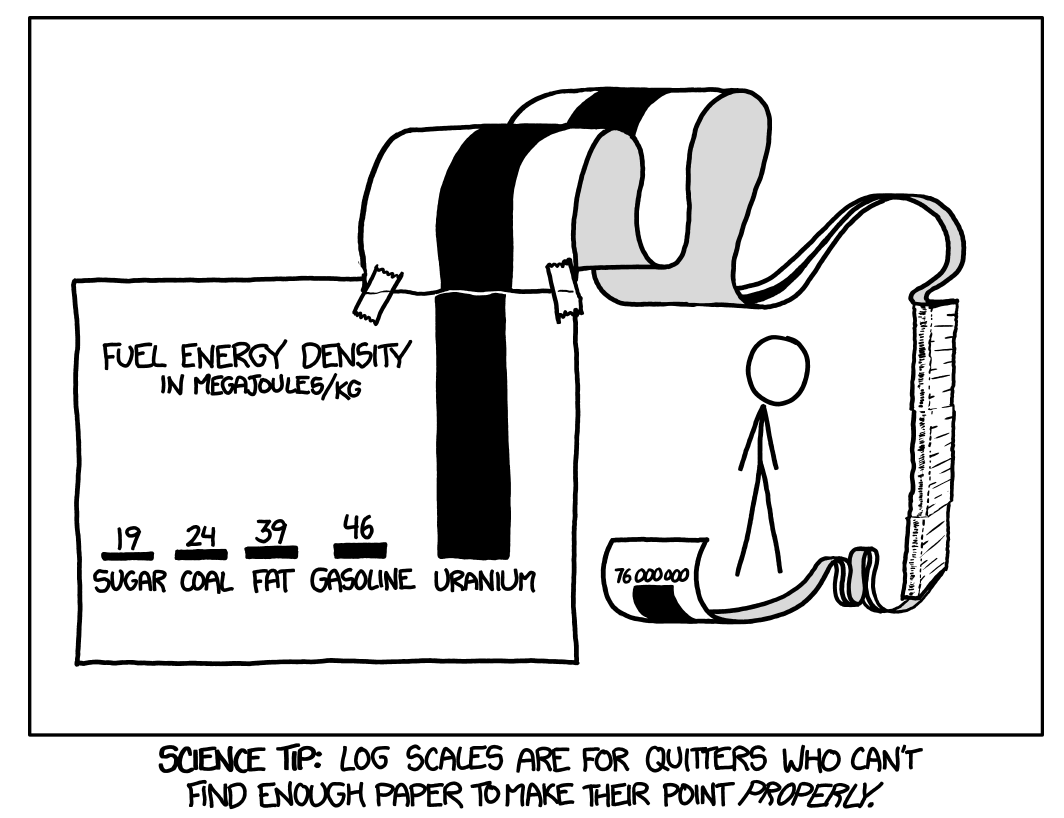 FUEL ENERGY DENSITY
IN MEGAJOULES/KG
19 24 39 46
SUGAR COAL FAT GASOLINE URANIUM
76 000 000
SCIENCE TIP: LOG SCALES ARE FOR QUITTERS WHO CAN'T
FIND ENOUGH PAPER TO MAKE THEIR POINT PROPERLY.